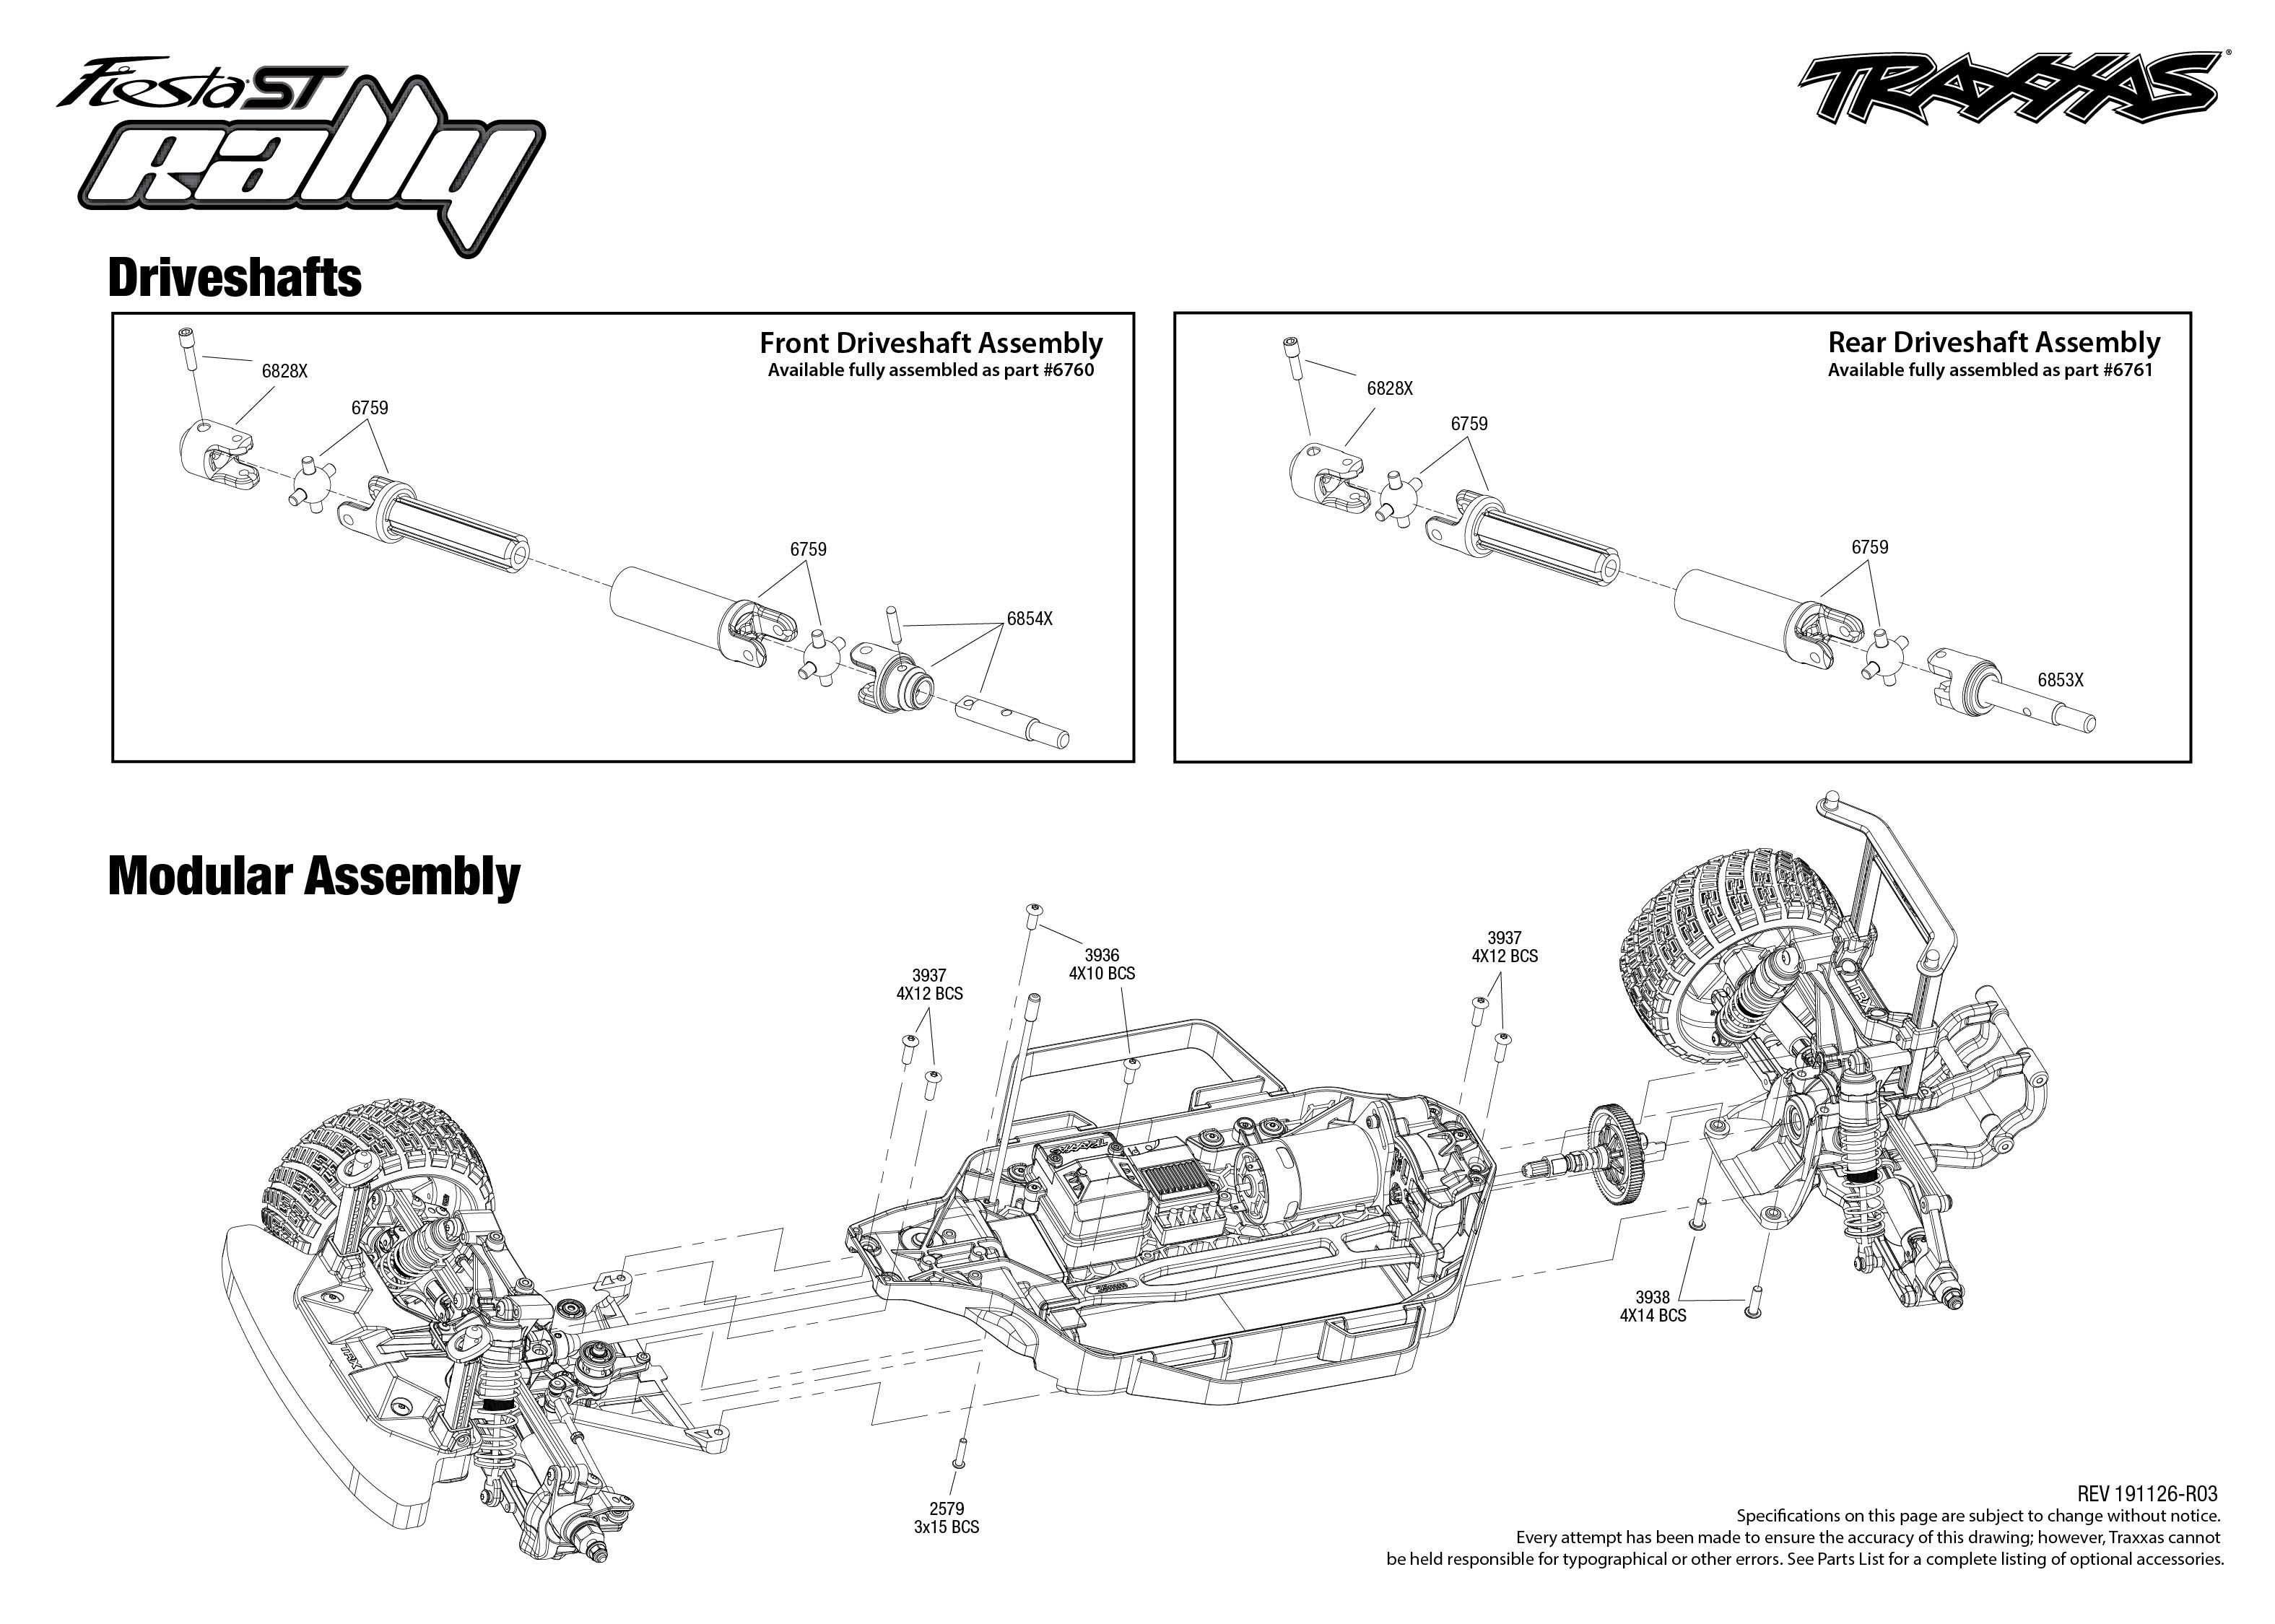 Fiesta ST
Rally
TRAXXAS®
Driveshafts
Front Driveshaft Assembly
Available fully assembled as part #6760
6828X
6759
6759
6854X
Rear Driveshaft Assembly
Available fully assembled as part #6761
6828X
6759
6759
6853X
Modular Assembly
3937
4X12 BCS
3936
4X10 BCS
3937
4X12 BCS
TRX
TRAXXAS
TRX
3938
4X14 BCS
2579
3x15 BCS
REV 191126-R03
Specifications on this page are subject to change without notice.
Every attempt has been made to ensure the accuracy of this drawing; however, Traxxas cannot
be held responsible for typographical or other errors. See Parts List for a complete listing of optional accessories.